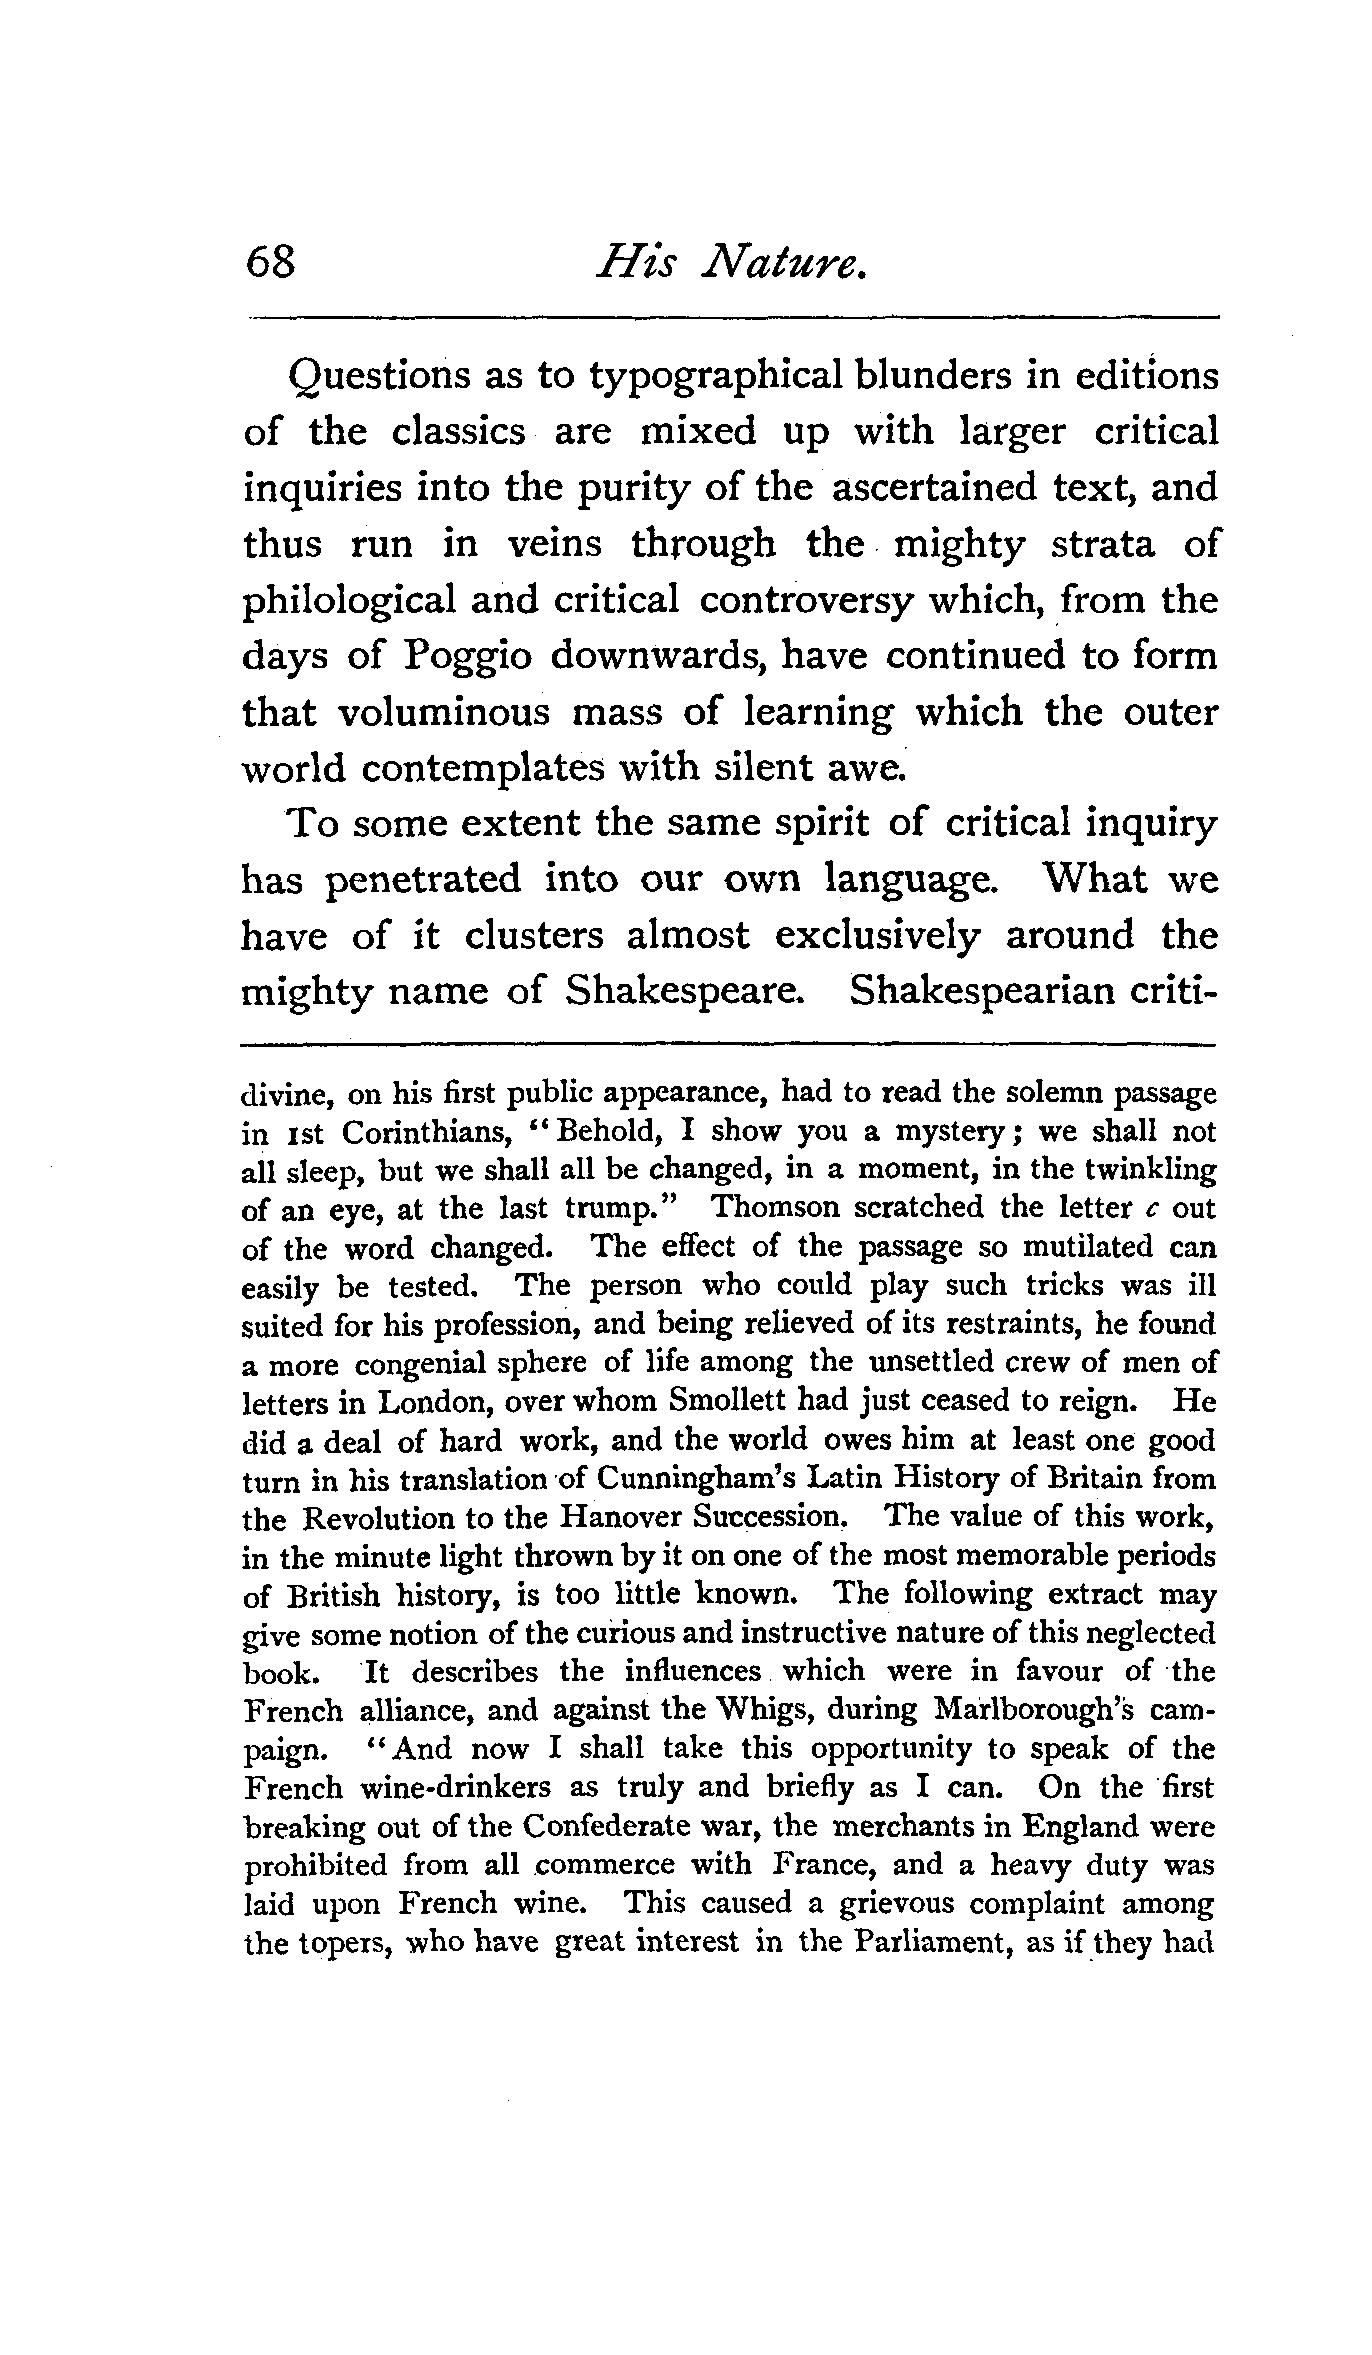 68 His Nature.
Questions as to typographical blunders in editions
of the classics are mixed up with larger critical
inquiries into the purity of the ascertained text, and
thus run in veins through the mighty strata of
philological and critical controversy which, from the
days of Poggio downwards, have continued to form
that voluminous mass of learning which the outer
world contemplates with silent awe.
To some extent the same spirit of critical inquiry
has penetrated into our own language. What we
have of it clusters almost exclusively around the
mighty name of Shakespeare. Shakespearian criti-
divine, on his first public appearance, had to read the solemn passage
in 1st Corinthians, “Behold, I show you a mystery; we shall not
all sleep, but we shall all be changed, in a moment, in the twinkling
of an eye, at the last trump.” Thomson scratched the letter c out
of the word changed. The effect of the passage so mutilated can
easily be tested. The person who could play such tricks was ill
suited for his profession, and being relieved of its restraints, he found
a more congenial sphere of life among the unsettled crew of men of
letters in London, over whom Smollett had just ceased to reign. He
did a deal of hard work, and the world owes him at least one good
turn in his translation of Cunningham's Latin History of Britain from
the Revolution to the Hanover Succession. The value of this work,
in the minute light thrown by it on one of the most memorable periods
of British history, is too little known. The following extract may
give some notion of the curious and instructive nature of this neglected
book. It describes the influences which were in favour of the
French alliance, and against the Whigs, during Marlborough's cam-
paign. “And now I shall take this opportunity to speak of the
French wine-drinkers as truly and briefly as I can. On the first
breaking out of the Confederate war, the merchants in England were
prohibited from all commerce with France, and a heavy duty was
laid upon French wine. This caused a grievous complaint among
the topers, who have great interest in the Parliament, as if they had